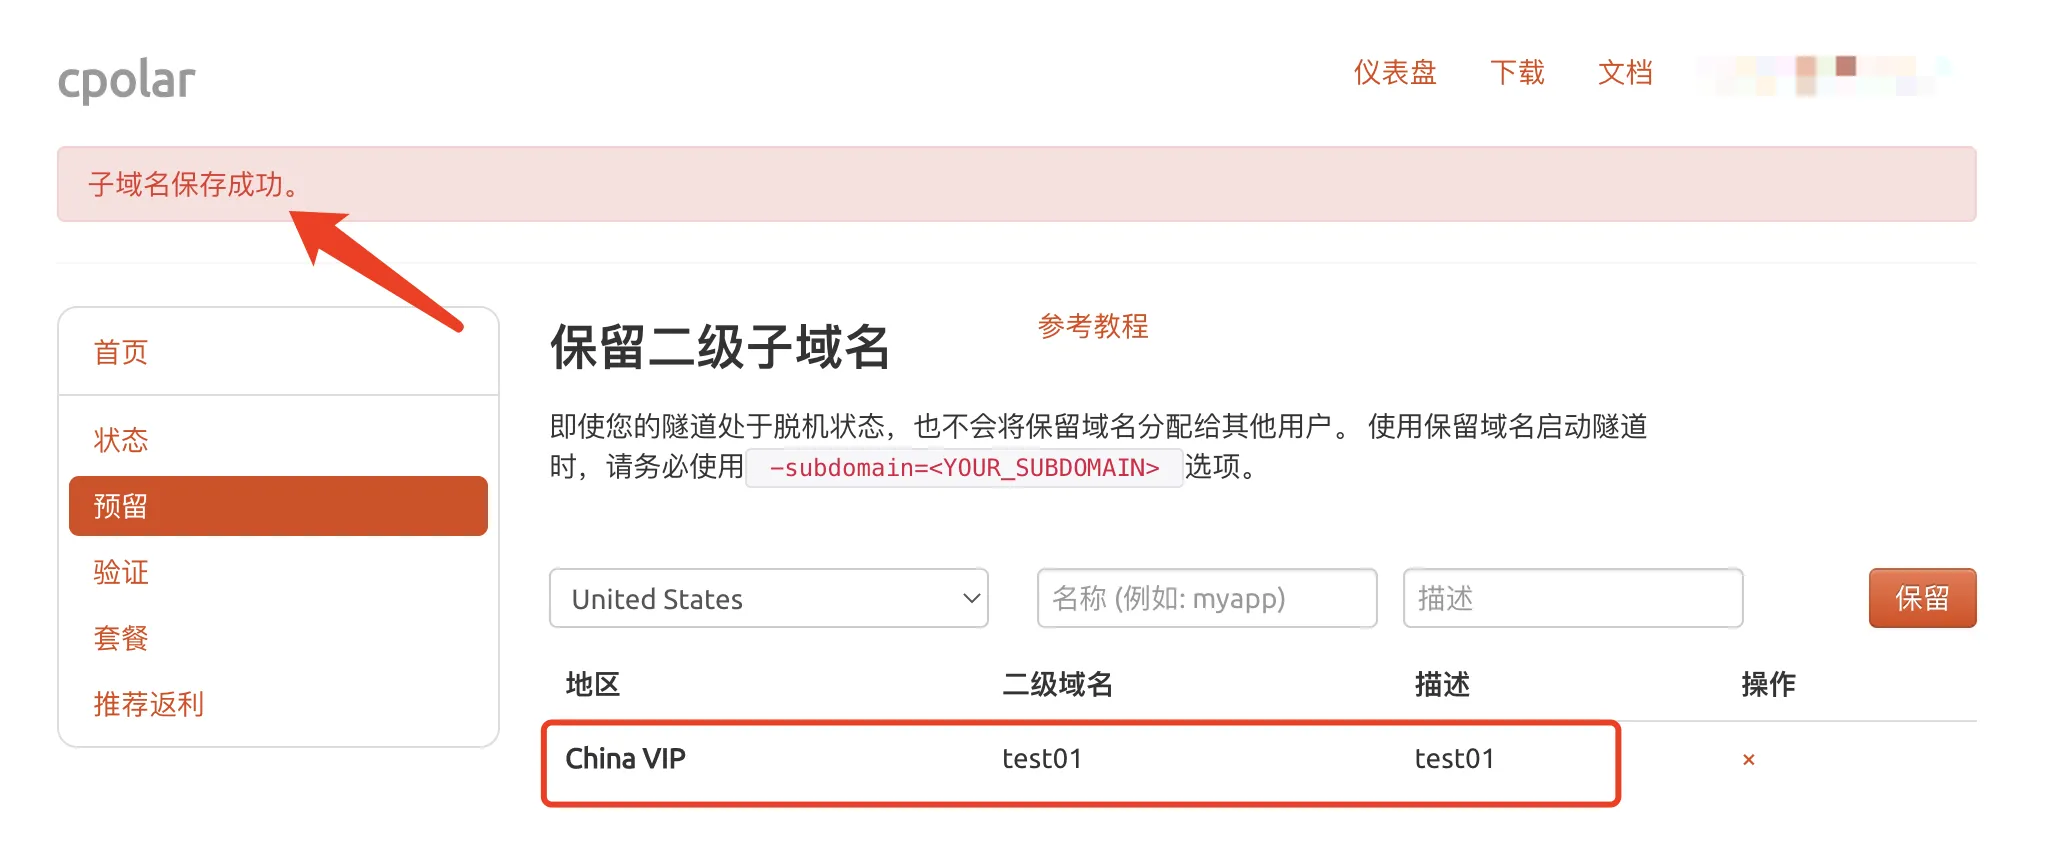 cpolar
仪表盘 下载 文档
子域名保存成功。
首页
状态
预留
验证
套餐
推荐返利
保留二级子域名 参考教程
即使您的隧道处于脱机状态，也不会将保留域名分配给其他用户。 使用保留域名启动隧道
时，请务必使用 -subdomain=<YOUR_SUBDOMAIN> 选项。
United States 名称 (例如: myapp) 描述 保留
地区 二级域名 描述 操作
China VIP test01 test01 ×